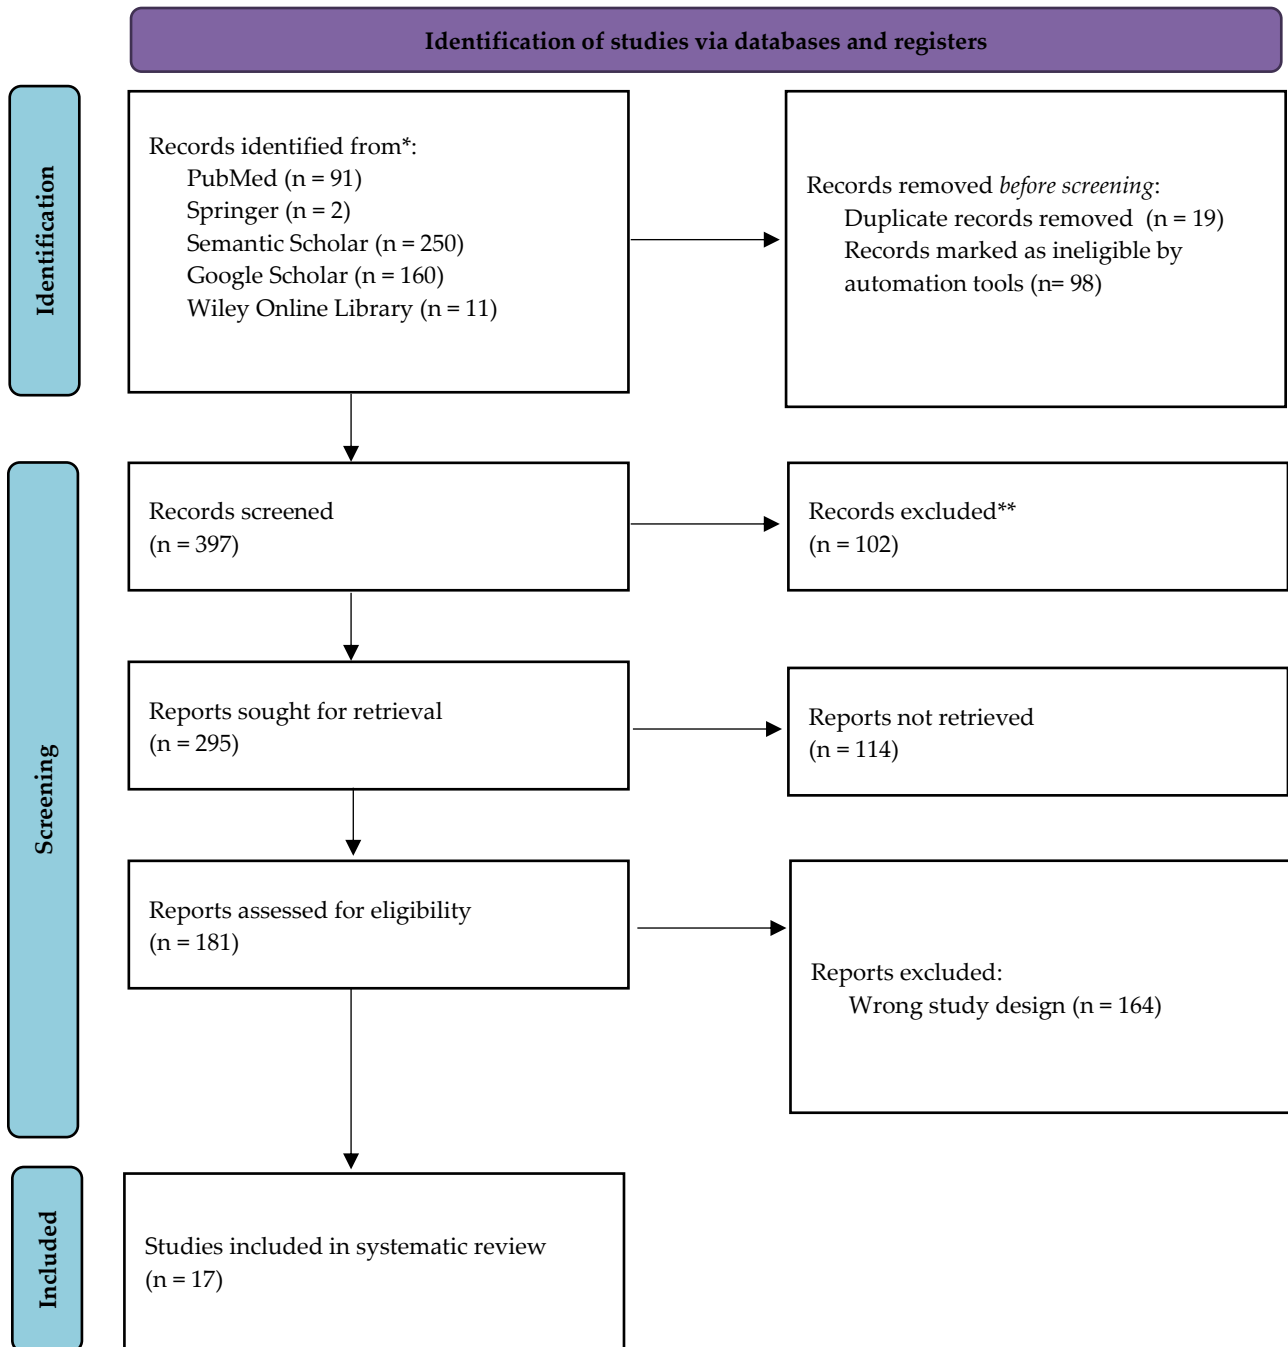 Identification of studies via databases and registers
Identification
Records identified from*:
PubMed (n = 91)
Springer (n = 2)
Semantic Scholar (n = 250)
Google Scholar (n = 160)
Wiley Online Library (n = 11)
Records removed before screening:
Duplicate records removed  (n = 19)
Records marked as ineligible by
automation tools (n= 98)
Screening
Records screened
(n = 397)
Records excluded**
(n = 102)
Reports sought for retrieval
(n = 295)
Reports not retrieved
(n = 114)
Reports assessed for eligibility
(n = 181)
Reports excluded:
Wrong study design (n = 164)
Included
Studies included in systematic review
(n = 17)